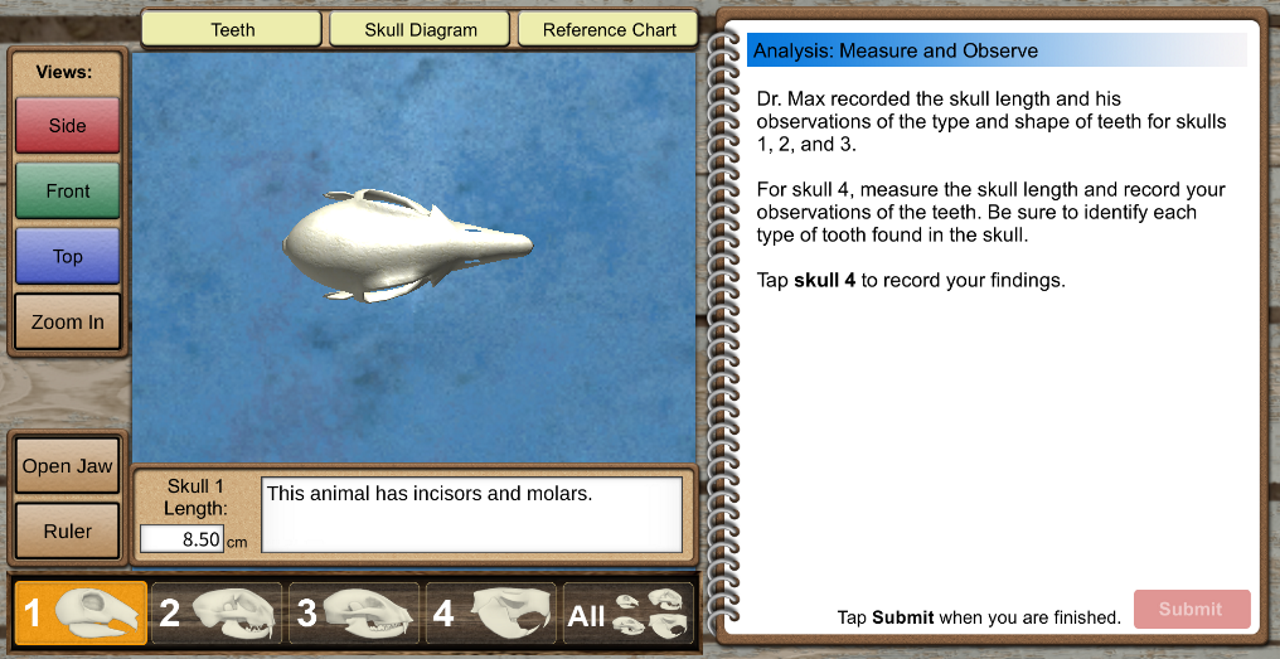 Teeth
Skull Diagram
Reference Chart
Views:
Side
Front
Top
Zoom In
Open Jaw
Ruler
Skull 1
Length:
8.50 cm
This animal has incisors and molars.
1
2
3
4
All
Analysis: Measure and Observe
Dr. Max recorded the skull length and his
observations of the type and shape of teeth for skulls
1, 2, and 3.
For skull 4, measure the skull length and record your
observations of the teeth. Be sure to identify each
type of tooth found in the skull.
Tap skull 4 to record your findings.
Tap Submit when you are finished.
Submit